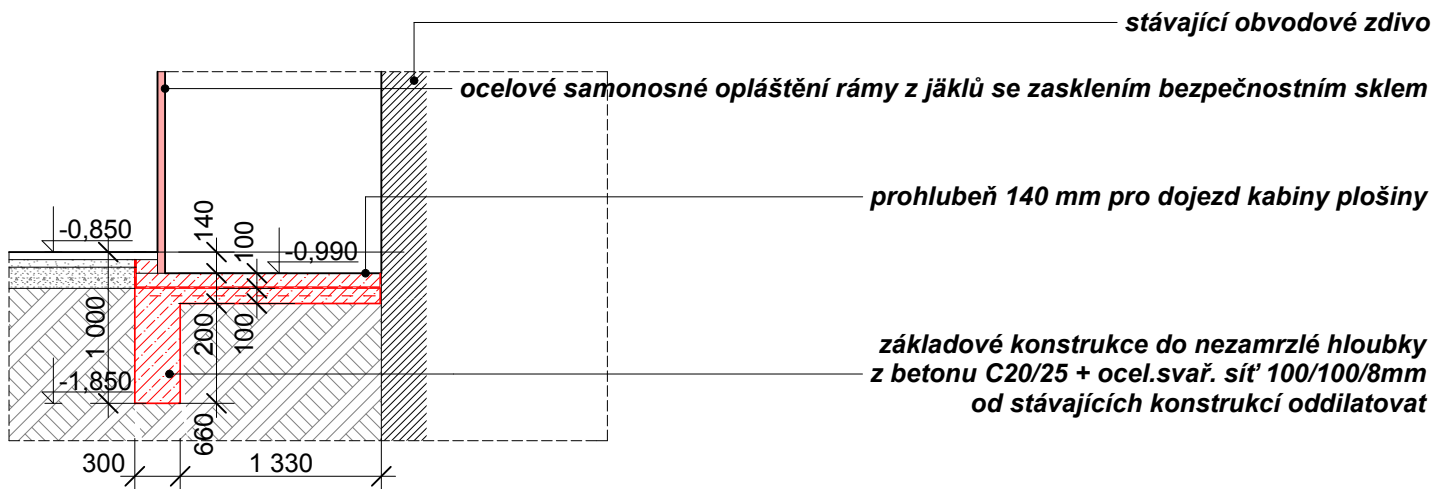 stávající obvodové zdivo
ocelové samonosné opláštění rámy z jäklů se zasklením bezpečnostním sklem
prohlubeň 140 mm pro dojezd kabiny plošiny
-0,850
140
100
-0,990
1 000
200
100
-1,850
660
základové konstrukce do nezamrzlé hloubky
z betonu C20/25 + ocel.svař. síť 100/100/8mm
od stávajících konstrukcí oddilatovat
300
1 330